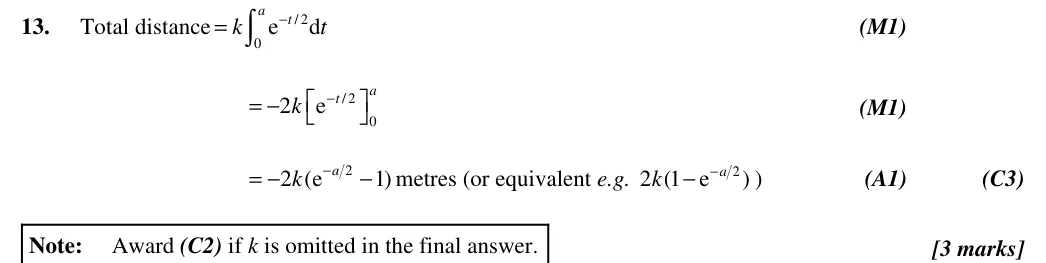 13. Total distance = k∫₀ᵃ e^{−t/2}dt (M1)
= −2k[e^{−t/2}]₀ᵃ (M1)
= −2k(e^{−a/2} − 1) metres (or equivalent e.g. 2k(1−e^{−a/2}) ) (A1) (C3)
Note: Award (C2) if k is omitted in the final answer.
[3 marks]